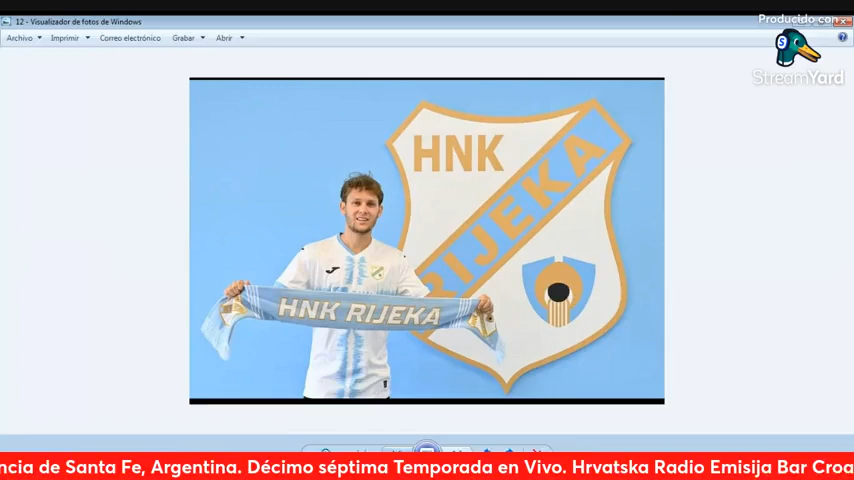 12 - Visualizador de fotos de Windows
Producido con
Archivo Imprimir Correo electrónico Grabar Abrir
StreamYard
HNK
RIJEKA
HNK RIJEKA
ncia de Santa Fe, Argentina. Décimo séptima Temporada en Vivo. Hrvatska Radio Emisija Bar Croa